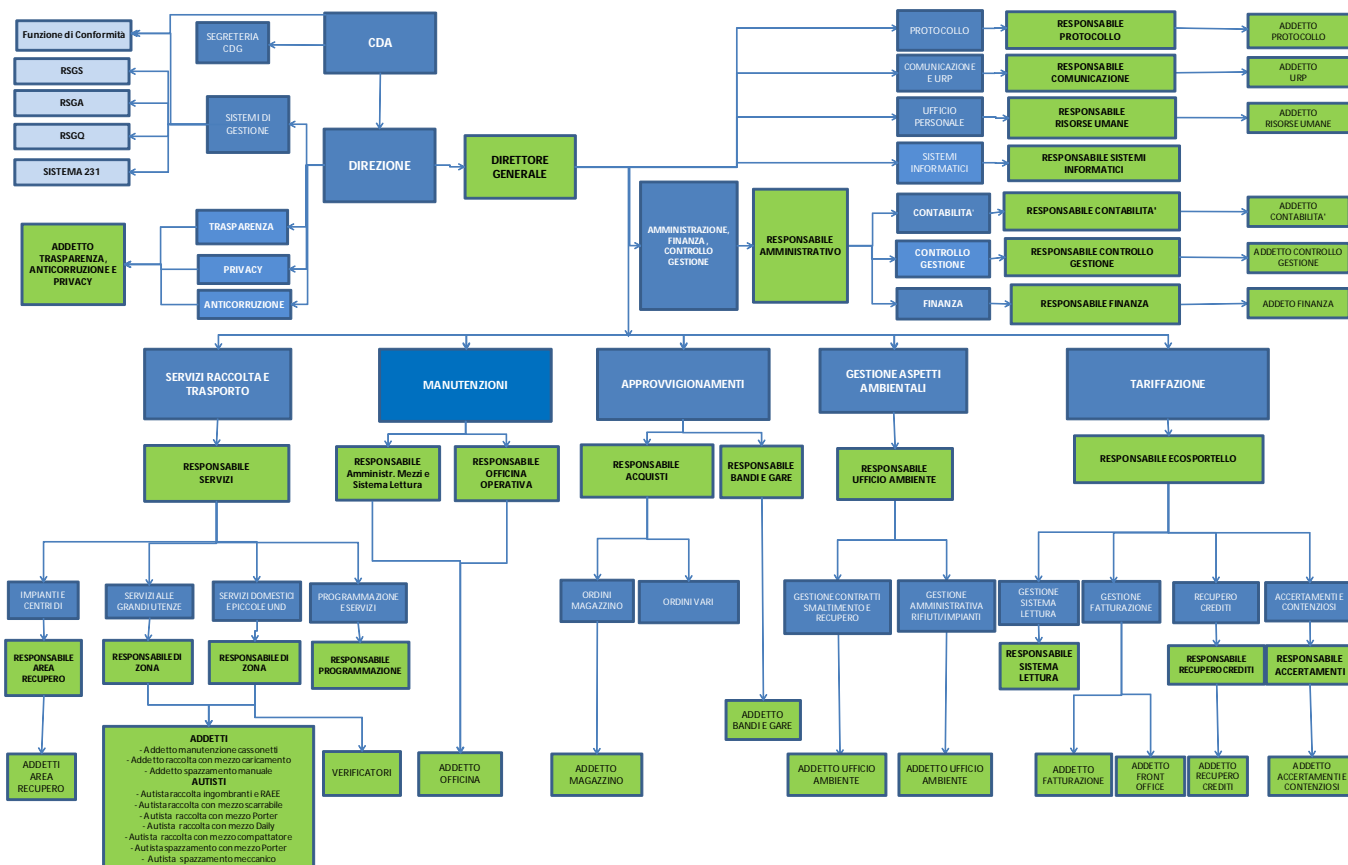 Funzione di Conformità
RSGS
RSGA
RSGQ
SISTEMA 231
SEGRETERIA
CDG
CDA
SISTEMI DI
GESTIONE
DIREZIONE
DIRETTORE
GENERALE
TRASPARENZA
PRIVACY
ANTICORRUZIONE
ADDETTO
TRASPARENZA,
ANTICORRUZIONE E
PRIVACY
PROTOCOLLO
RESPONSABILE
PROTOCOLLO
ADDETTO
PROTOCOLLO
COMUNICAZIONE
E URP
RESPONSABILE
COMUNICAZIONE
ADDETTO
URP
UFFICIO
PERSONALE
RESPONSABILE
RISORSE UMANE
ADDETTO
RISORSE UMANE
SISTEMI
INFORMATICI
RESPONSABILE SISTEMI
INFORMATICI
AMMINISTRAZIONE,
FINANZA ,
CONTROLLO
GESTIONE
RESPONSABILE
AMMINISTRATIVO
CONTABILITA'
RESPONSABILE CONTABILITA'
ADDETTO
CONTABILITA'
CONTROLLO
GESTIONE
RESPONSABILE CONTROLLO
GESTIONE
ADDETTO CONTROLLO
GESTIONE
FINANZA
RESPONSABILE FINANZA
ADDETO FINANZA
SERVIZI RACCOLTA E
TRASPORTO
MANUTENZIONI
APPROVVIGIONAMENTI
GESTIONE ASPETTI
AMBIENTALI
TARIFFAZIONE
RESPONSABILE
SERVIZI
RESPONSABILE
Amministr. Mezzi e
Sistema Lettura
RESPONSABILE
OFFICINA
OPERATIVA
RESPONSABILE
ACQUISTI
RESPONSABILE
BANDI E GARE
RESPONSABILE
UFFICIO AMBIENTE
RESPONSABILE ECOSPORTELLO
IMPIANTI E
CENTRI DI
SERVIZI ALLE
GRANDI UTENZE
SERVIZI DOMESTICI
E PICCOLE UND
PROGRAMMAZIONE
E SERVIZI
ORDINI
MAGAZZINO
ORDINI VARI
GESTIONE CONTRATTI
SMALTIMENTO E
RECUPERO
GESTIONE
AMMINISTRATIVA
RIFIUTI/IMPIANTI
GESTIONE
SISTEMA
LETTURA
GESTIONE
FATTURAZIONE
RECUPERO
CREDITI
ACCERTAMENTI E
CONTENZIOSI
RESPONSABILE
AREA
RECUPERO
RESPONSABILE DI
ZONA
RESPONSABILE DI
ZONA
RESPONSABILE
PROGRAMMAZIONE
RESPONSABILE
SISTEMA
LETTURA
RESPONSABILE
RECUPERO CREDITI
RESPONSABILE
ACCERTAMENTI
ADDETTI
AREA
RECUPERO
ADDETTI
- Addetto manutenzione cassonetti
- Addetto raccolta con mezzo caricamento
- Addetto spazzamento manuale
AUTISTI
- Autista raccolta ingombranti e RAEE
- Autista raccolta con mezzo scarrabile
- Autista raccolta con mezzo Porter
- Autista raccolta con mezzo Daily
- Autista raccolta con mezzo compattatore
- Autista spazzamento con mezzo Porter
- Autista spazzamento meccanico
VERIFICATORI
ADDETTO
OFFICINA
ADDETTO
MAGAZZINO
ADDETTO
BANDI E GARE
ADDETTO UFFICIO
AMBIENTE
ADDETTO UFFICIO
AMBIENTE
ADDETTO
FATTURAZIONE
ADDETTO
FRONT
OFFICE
ADDETTO
RECUPERO
CREDITI
ADDETTO
ACCERTAMENTI E
CONTENZIOSI